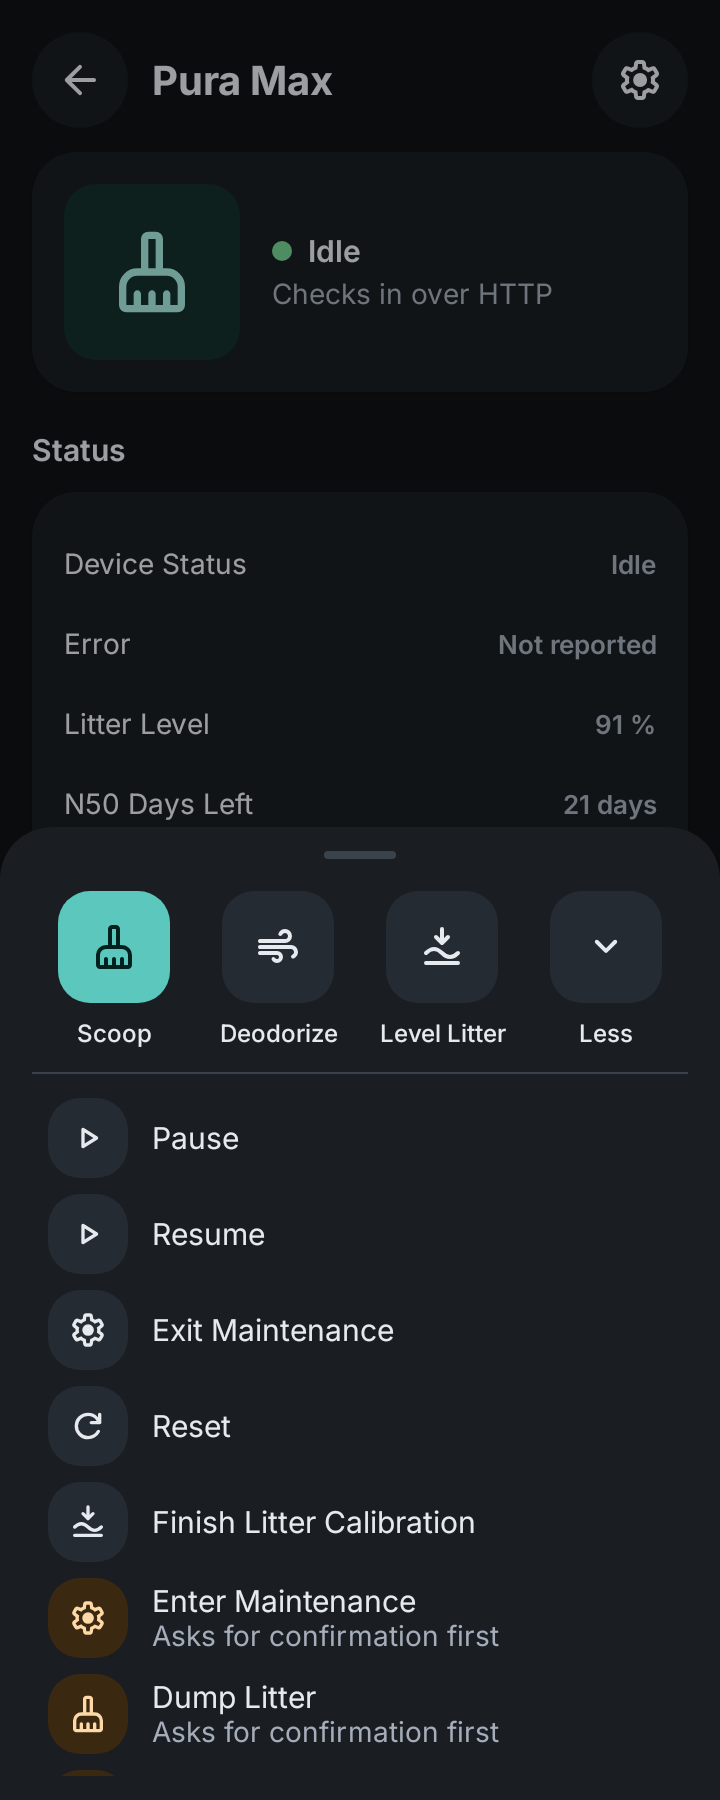 Pura Max
Idle
Checks in over HTTP
Status
Device Status Idle
Error Not reported
Litter Level 91 %
N50 Days Left 21 days
Scoop Deodorize Level Litter Less
Pause
Resume
Exit Maintenance
Reset
Finish Litter Calibration
Enter Maintenance
Asks for confirmation first
Dump Litter
Asks for confirmation first